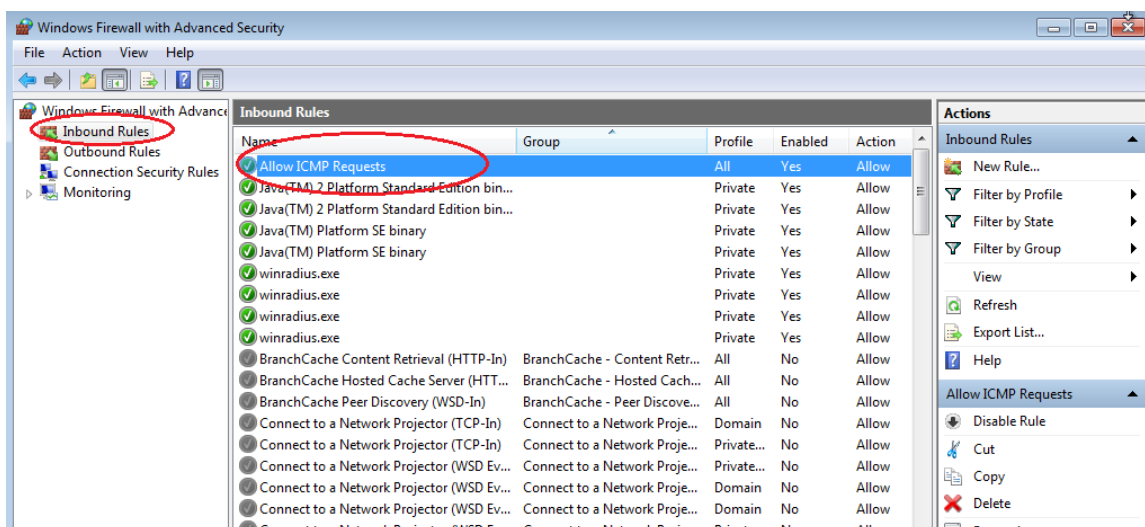 Windows Firewall with Advanced Security
File Action View Help
Windows Firewall with Advance
Inbound Rules
Outbound Rules
Connection Security Rules
Monitoring
Inbound Rules
Name Group Profile Enabled Action
Allow ICMP Requests All Yes Allow
Java(TM) 2 Platform Standard Edition bin... Private Yes Allow
Java(TM) 2 Platform Standard Edition bin... Private Yes Allow
Java(TM) Platform SE binary Private Yes Allow
Java(TM) Platform SE binary Private Yes Allow
winradius.exe Private Yes Allow
winradius.exe Private Yes Allow
winradius.exe Private Yes Allow
winradius.exe Private Yes Allow
BranchCache Content Retrieval (HTTP-In) BranchCache - Content Retr... All No Allow
BranchCache Hosted Cache Server (HTT... BranchCache - Hosted Cach... All No Allow
BranchCache Peer Discovery (WSD-In) BranchCache - Peer Discove... All No Allow
Connect to a Network Projector (TCP-In) Connect to a Network Proje... Domain No Allow
Connect to a Network Projector (TCP-In) Connect to a Network Proje... Private... No Allow
Connect to a Network Projector (WSD Ev... Connect to a Network Proje... Private... No Allow
Connect to a Network Projector (WSD Ev... Connect to a Network Proje... Domain No Allow
Connect to a Network Projector (WSD Ev... Connect to a Network Proje... Domain No Allow
Actions
Inbound Rules
New Rule...
Filter by Profile
Filter by State
Filter by Group
View
Refresh
Export List...
Help
Allow ICMP Requests
Disable Rule
Cut
Copy
Delete